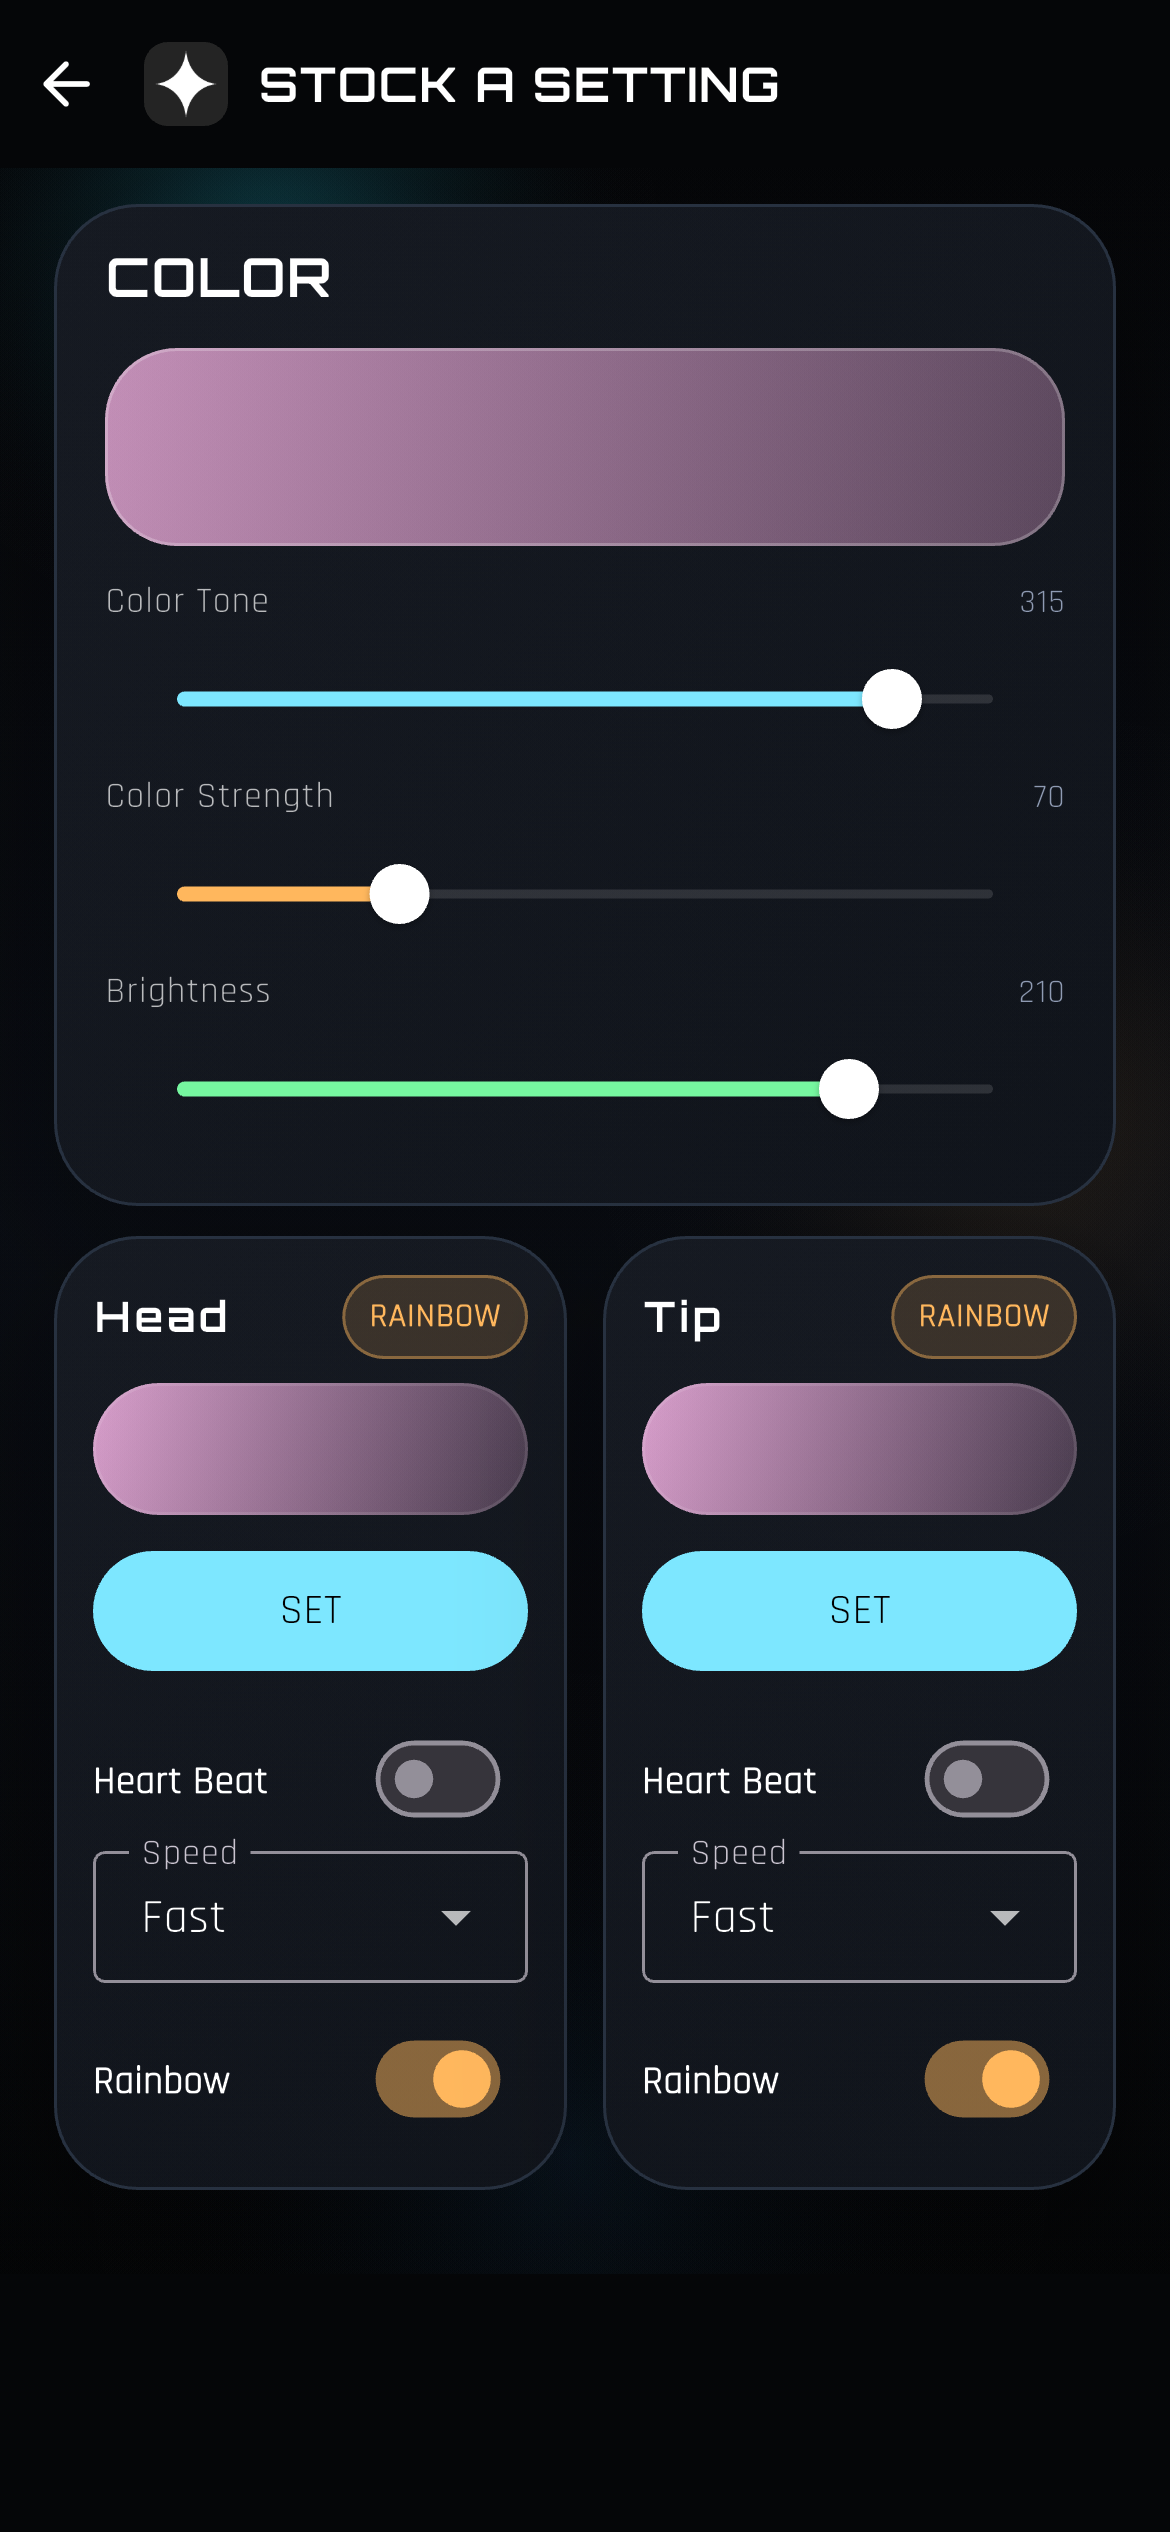 STOCK A SETTING
COLOR
Color Tone 315
Color Strength 70
Brightness 210
Head RAINBOW
SET
Heart Beat
Speed
Fast
Rainbow
Tip RAINBOW
SET
Heart Beat
Speed
Fast
Rainbow